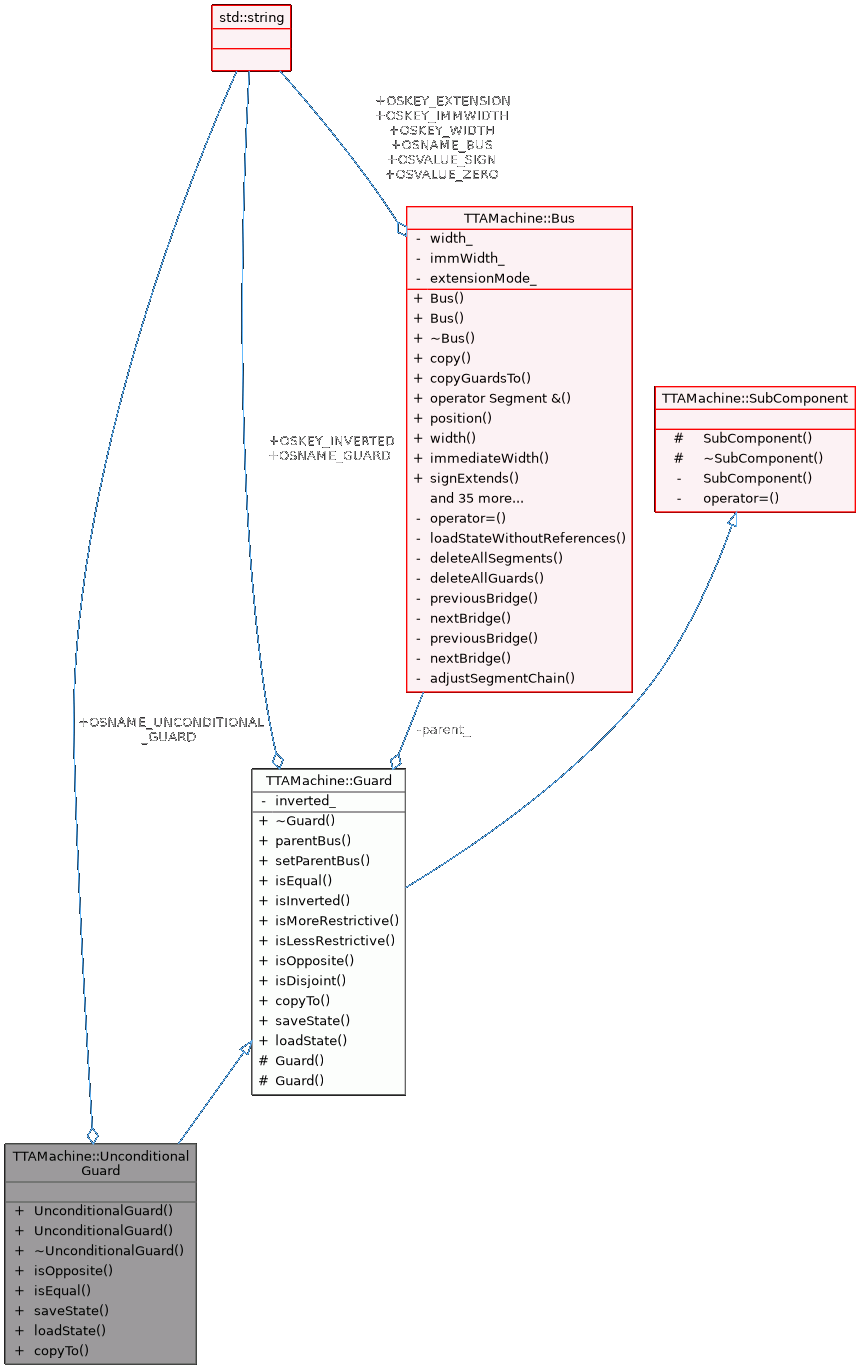 std::string
+OSKEY_EXTENSION
+OSKEY_IMMWIDTH
+OSKEY_WIDTH
+OSNAME_BUS
+OSVALUE_SIGN
+OSVALUE_ZERO
TTAMachine::Bus
- width_
- immWidth_
- extensionMode_
+ Bus()
+ Bus()
+ ~Bus()
+ copy()
+ copyGuardsTo()
+ operator Segment &()
+ position()
+ width()
+ immediateWidth()
+ signExtends()
and 35 more...
- operator=()
- loadStateWithoutReferences()
- deleteAllSegments()
- deleteAllGuards()
- previousBridge()
- nextBridge()
- previousBridge()
- nextBridge()
- adjustSegmentChain()
TTAMachine::SubComponent
# SubComponent()
# ~SubComponent()
- SubComponent()
- operator=()
+OSKEY_INVERTED
+OSNAME_GUARD
+OSNAME_UNCONDITIONAL
_GUARD
-parent_
TTAMachine::Guard
- inverted_
+ ~Guard()
+ parentBus()
+ setParentBus()
+ isEqual()
+ isInverted()
+ isMoreRestrictive()
+ isLessRestrictive()
+ isOpposite()
+ isDisjoint()
+ copyTo()
+ saveState()
+ loadState()
# Guard()
# Guard()
TTAMachine::Unconditional
Guard
+ UnconditionalGuard()
+ UnconditionalGuard()
+ ~UnconditionalGuard()
+ isOpposite()
+ isEqual()
+ saveState()
+ loadState()
+ copyTo()